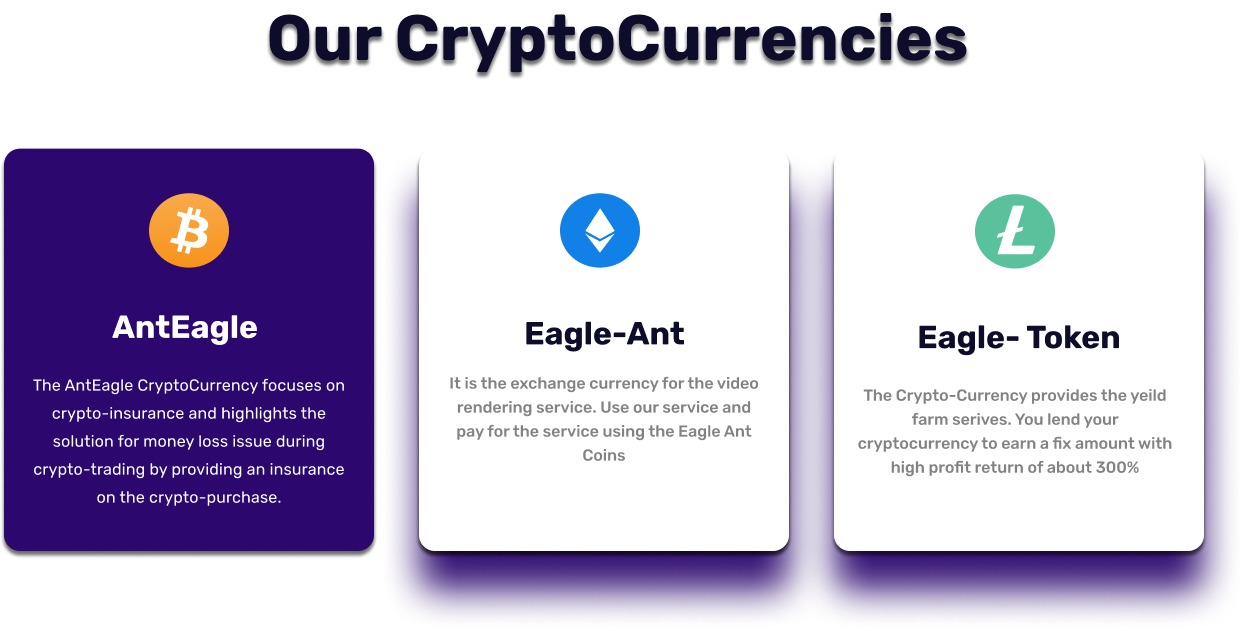 Our CryptoCurrencies
AntEagle
The AntEagle CryptoCurrency focuses on
crypto-insurance and highlights the
solution for money loss issue during
crypto-trading by providing an insurance
on the crypto-purchase.
Eagle-Ant
It is the exchange currency for the video
rendering service. Use our service and
pay for the service using the Eagle Ant
Coins
Eagle- Token
The Crypto-Currency provides the yeild
farm serives. You lend your
cryptocurrency to earn a fix amount with
high profit return of about 300%